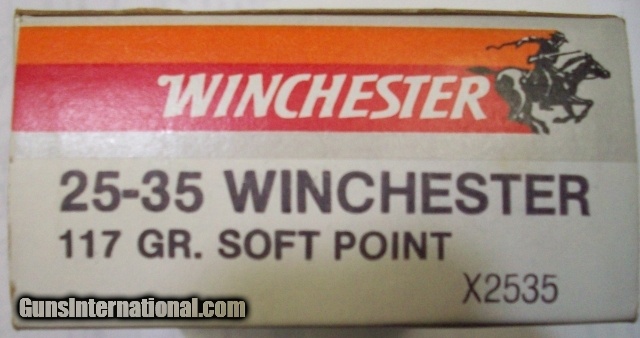 WINCHESTER
25-35 WINCHESTER
117 GR. SOFT POINT
X2535
GunsInternational.com